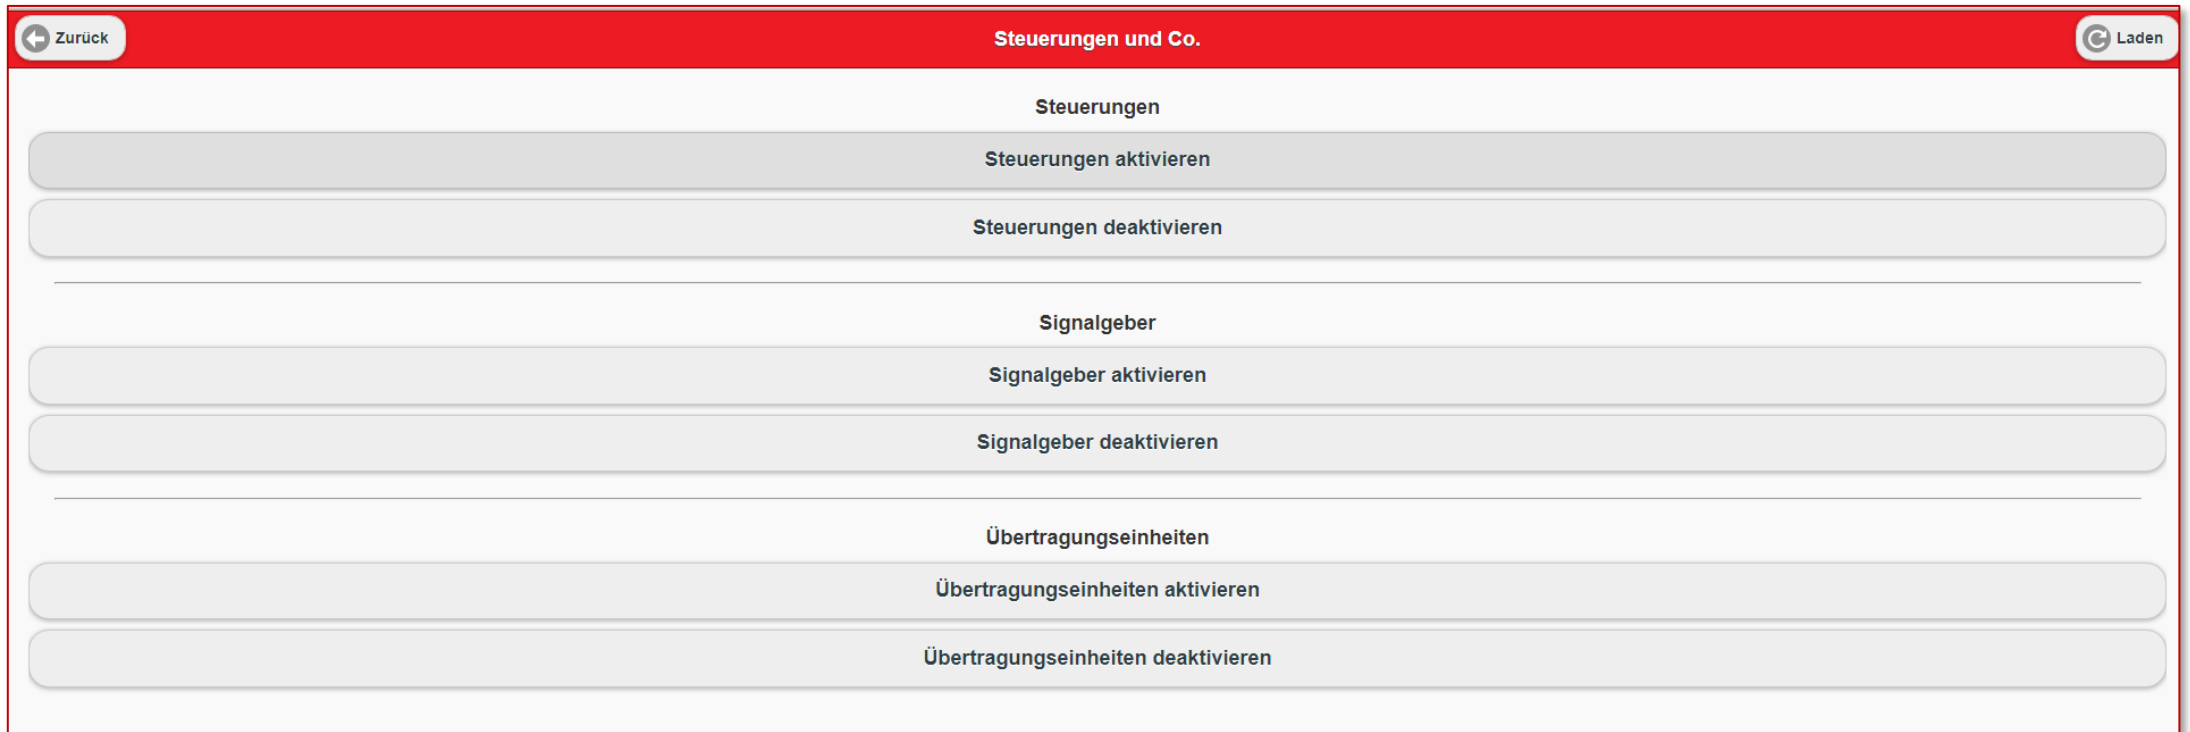 Zurück
Steuerungen und Co.
Laden
Steuerungen
Steuerungen aktivieren
Steuerungen deaktivieren
Signalgeber
Signalgeber aktivieren
Signalgeber deaktivieren
Übertragungseinheiten
Übertragungseinheiten aktivieren
Übertragungseinheiten deaktivieren